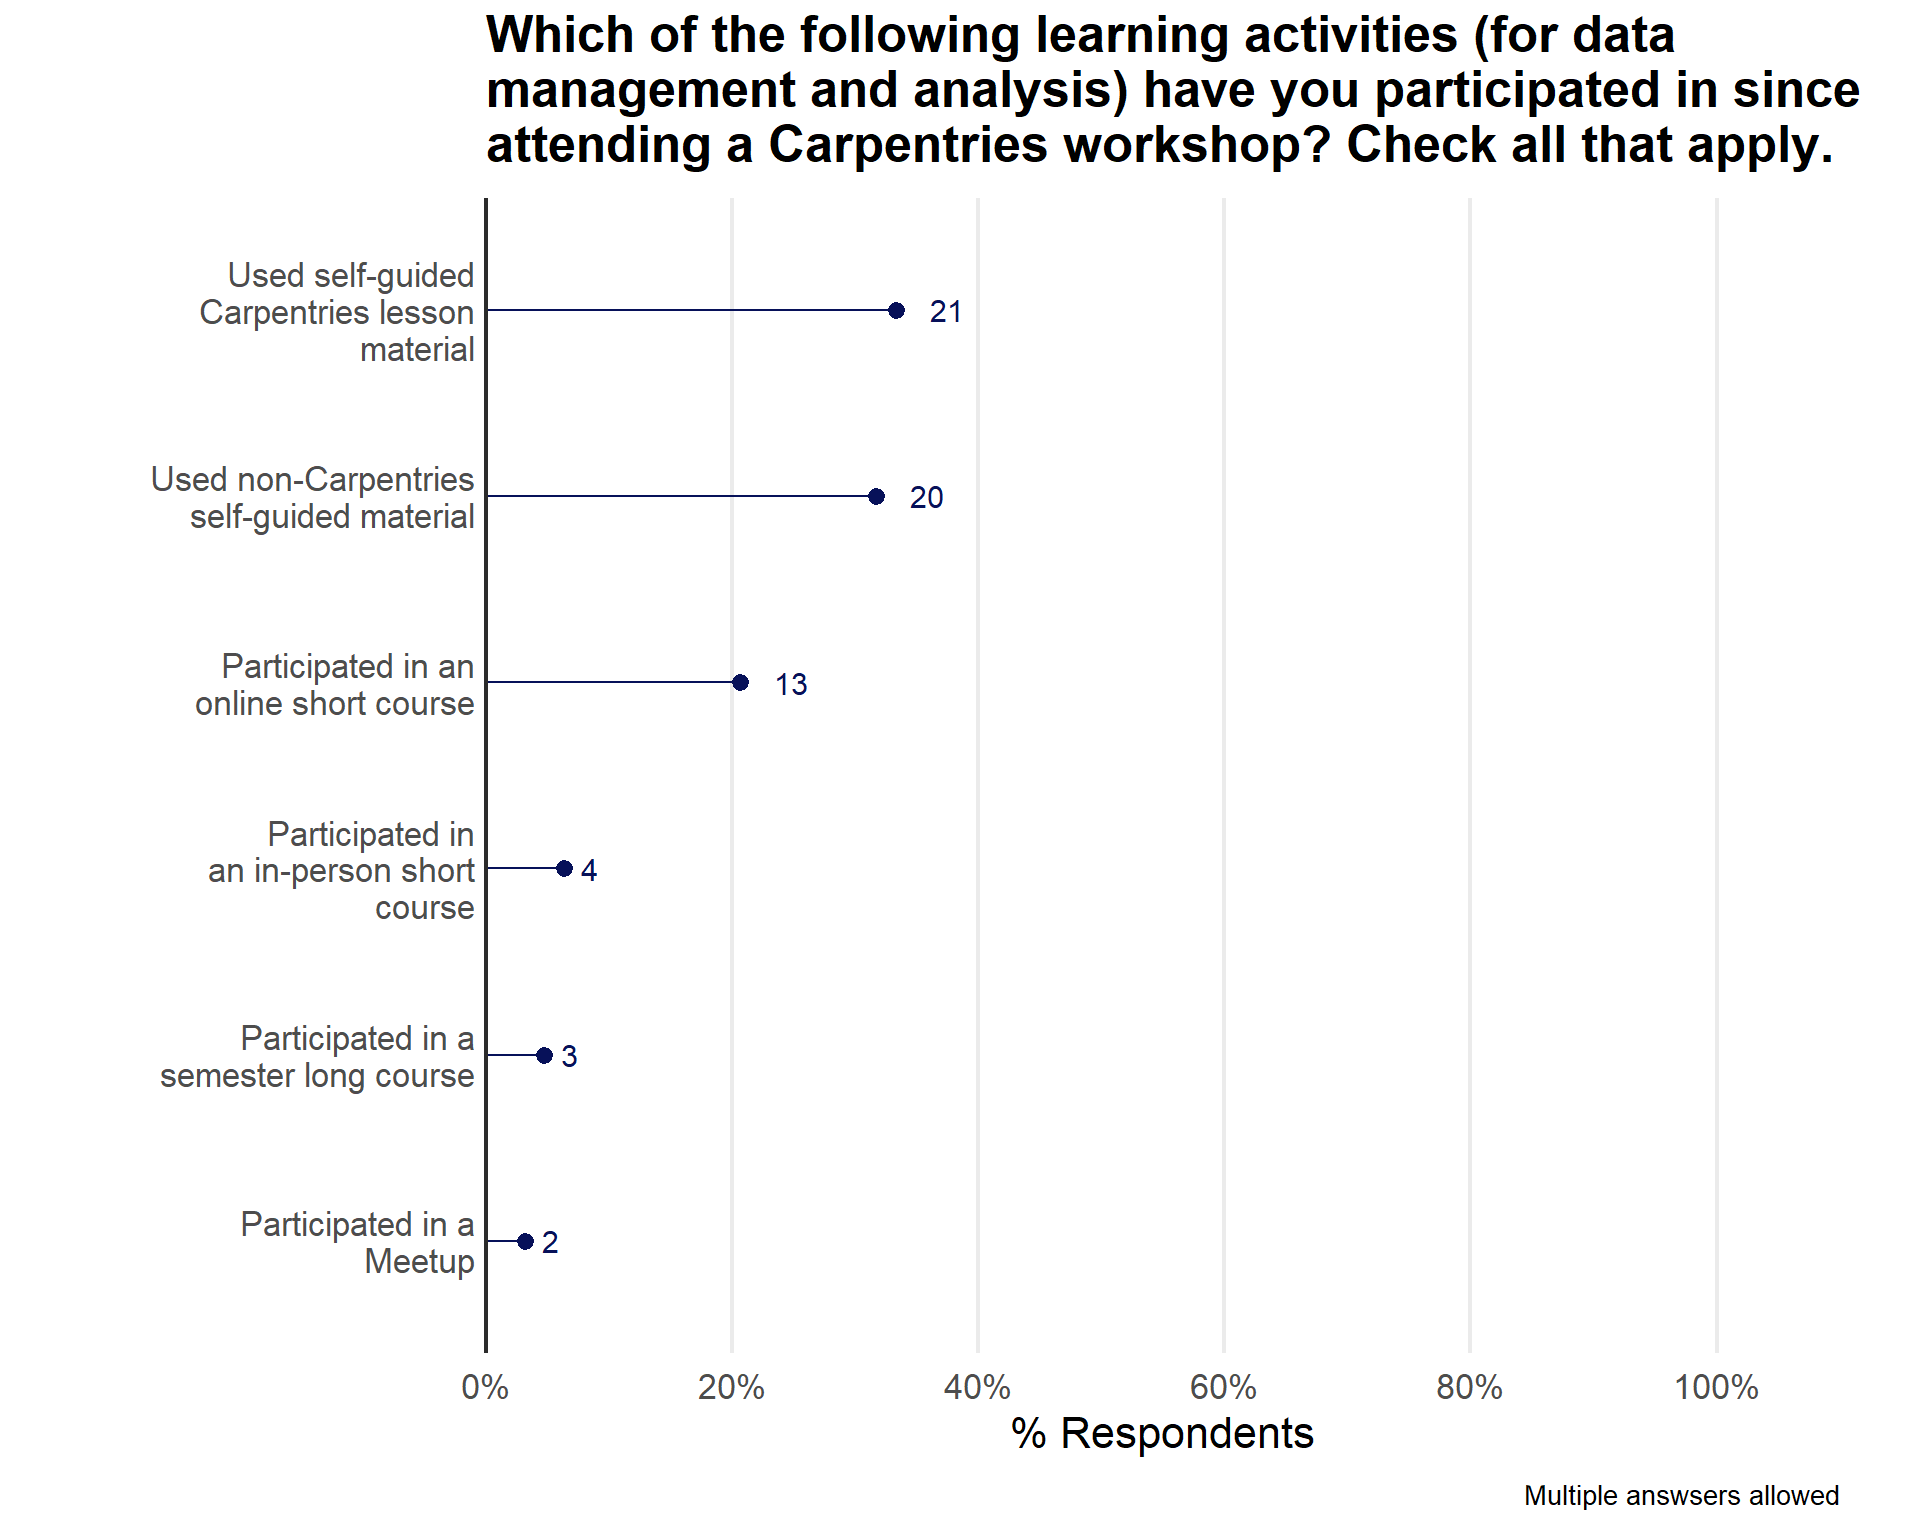 Which of the following learning activities (for data
management and analysis) have you participated in since
attending a Carpentries workshop? Check all that apply.
Used self-guided
Carpentries lesson
material
21
Used non-Carpentries
self-guided material
20
Participated in an
online short course
13
Participated in
an in-person short
course
4
Participated in a
semester long course
3
Participated in a
Meetup
2
0% 20% 40% 60% 80% 100%
% Respondents
Multiple answsers allowed